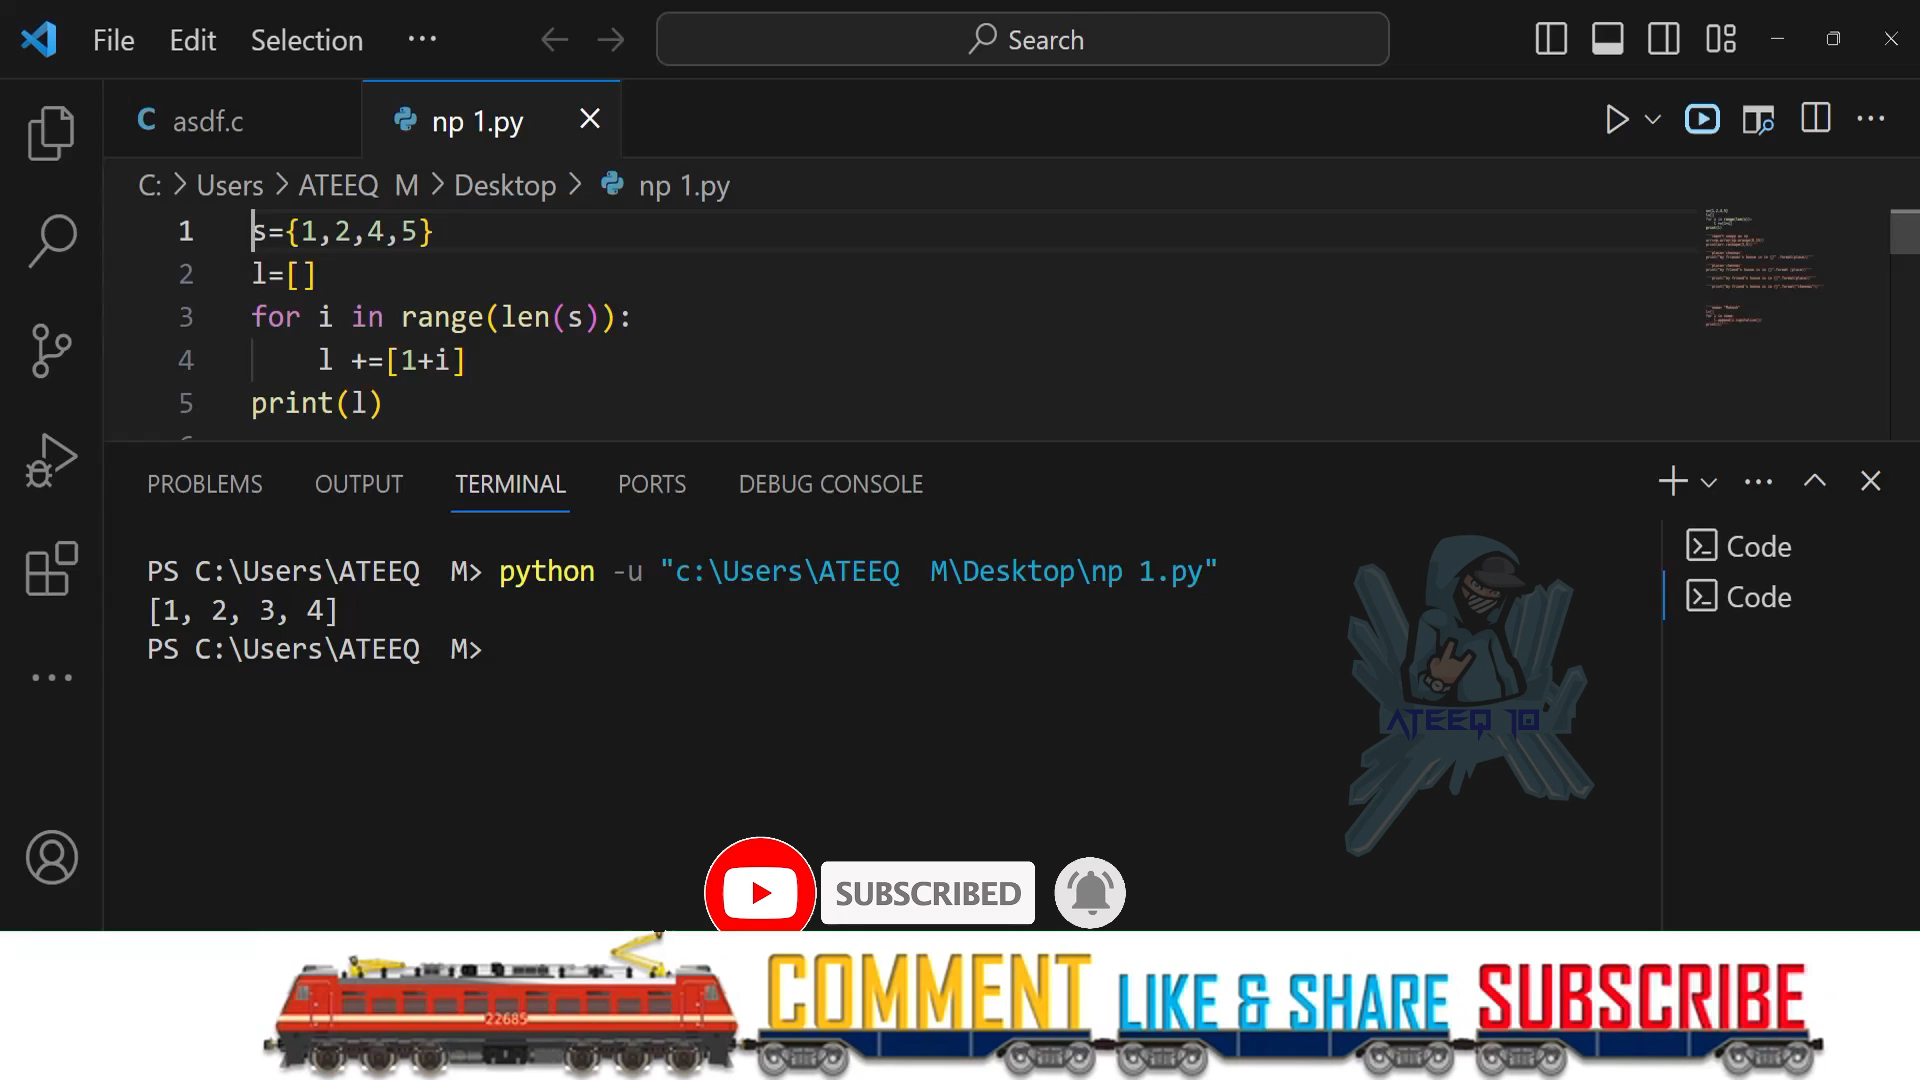 File Edit Selection ··· Search
asdf.c np 1.py
C: > Users > ATEEQ M > Desktop > np 1.py
1 s={1,2,4,5}
2 l=[]
3 for i in range(len(s)):
4 l +=[1+i]
5 print(l)
PROBLEMS OUTPUT TERMINAL PORTS DEBUG CONSOLE
Code
Code
PS C:\Users\ATEEQ M> python -u "c:\Users\ATEEQ M\Desktop\np 1.py"
[1, 2, 3, 4]
PS C:\Users\ATEEQ M>
ATEEQ 10
SUBSCRIBED
22685
COMMENT LIKE & SHARE SUBSCRIBE